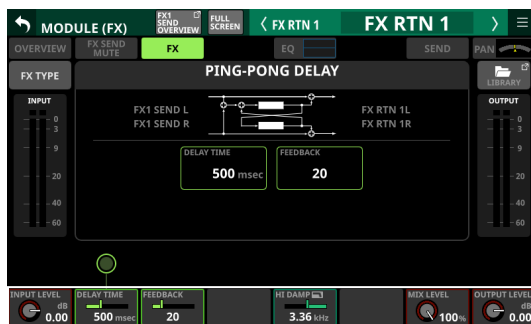 MODULE (FX)
FX1
SEND
OVERVIEW
FULL
SCREEN
FX RTN 1
FX RTN 1
OVERVIEW
FX SEND
MUTE
FX
EQ
SEND
PAN
FX TYPE
PING-PONG DELAY
LIBRARY
INPUT
0
3
9
20
40
60
FX1 SEND L
FX1 SEND R
FX RTN 1L
FX RTN 1R
DELAY TIME
500 msec
FEEDBACK
20
OUTPUT
0
3
9
20
40
60
INPUT LEVEL
dB
0.00
DELAY TIME
500 msec
FEEDBACK
20
HI DAMP
3.36 kHz
MIX LEVEL
100%
OUTPUT LEVEL
dB
0.00